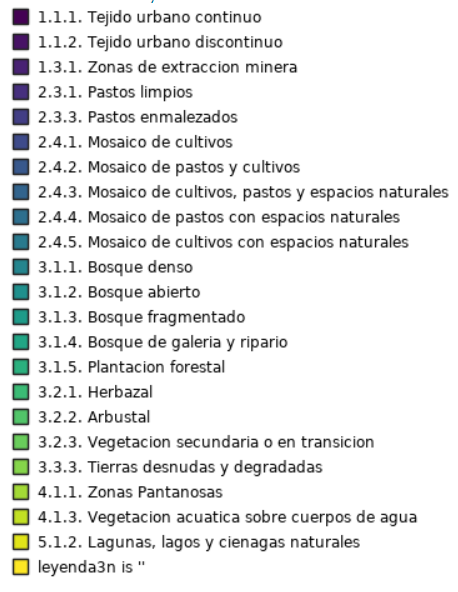 1.1.1. Tejido urbano continuo
1.1.2. Tejido urbano discontinuo
1.3.1. Zonas de extraccion minera
2.3.1. Pastos limpios
2.3.3. Pastos enmalezados
2.4.1. Mosaico de cultivos
2.4.2. Mosaico de pastos y cultivos
2.4.3. Mosaico de cultivos, pastos y espacios naturales
2.4.4. Mosaico de pastos con espacios naturales
2.4.5. Mosaico de cultivos con espacios naturales
3.1.1. Bosque denso
3.1.2. Bosque abierto
3.1.3. Bosque fragmentado
3.1.4. Bosque de galeria y ripario
3.1.5. Plantacion forestal
3.2.1. Herbazal
3.2.2. Arbustal
3.2.3. Vegetacion secundaria o en transicion
3.3.3. Tierras desnudas y degradadas
4.1.1. Zonas Pantanosas
4.1.3. Vegetacion acuatica sobre cuerpos de agua
5.1.2. Lagunas, lagos y cienagas naturales
leyenda3n is ''